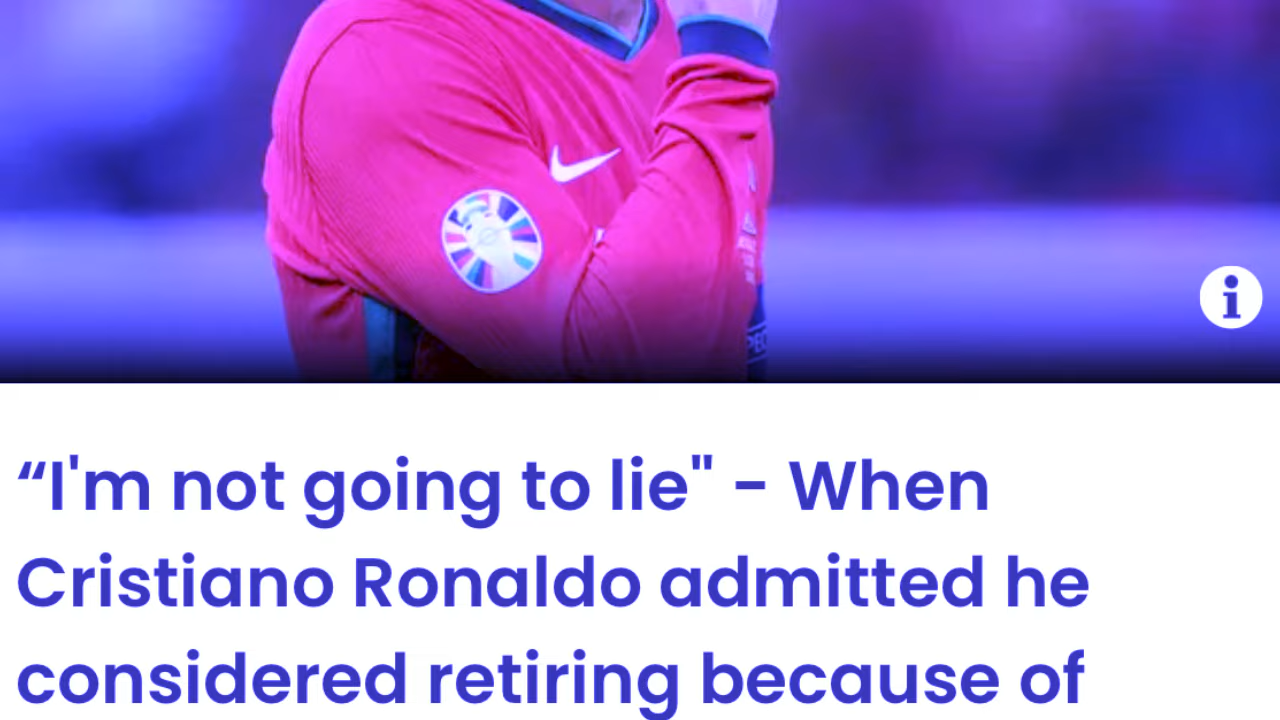 “I'm not going to lie" - When
Cristiano Ronaldo admitted he
considered retiring because of